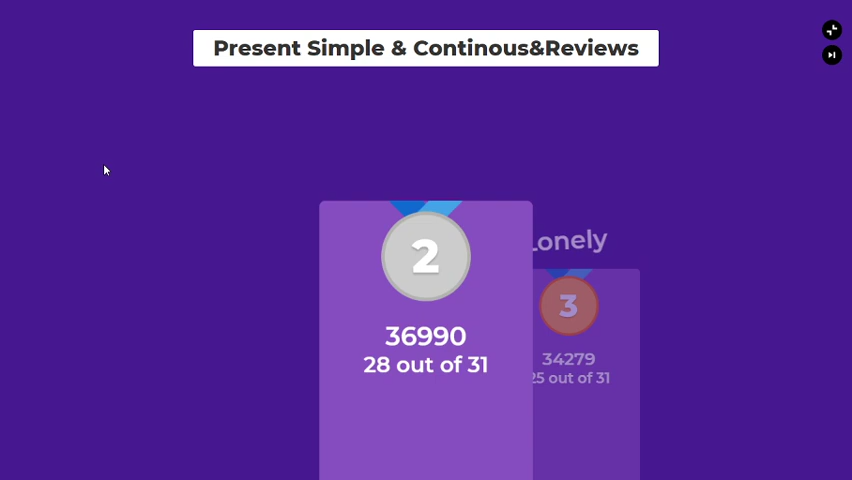 Present Simple & Continous&Reviews
Lonely
2
36990
28 out of 31
3
34279
25 out of 31